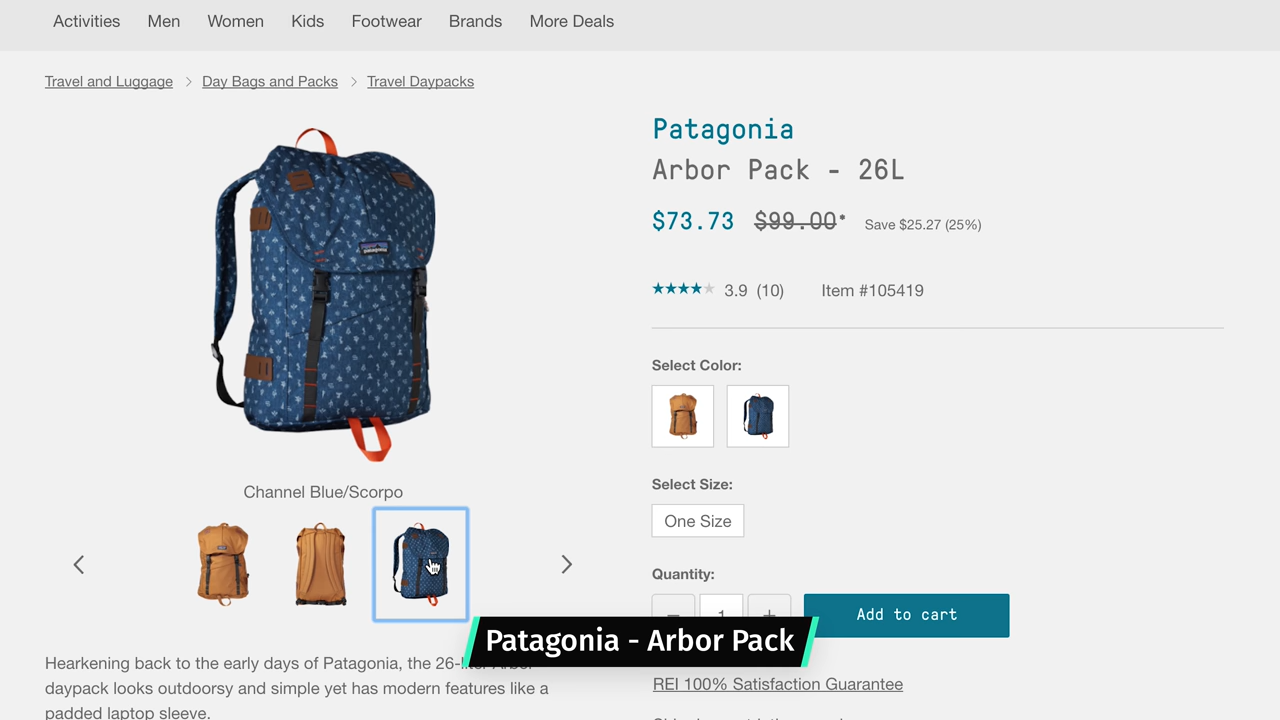 Activities Men Women Kids Footwear Brands More Deals
Travel and Luggage > Day Bags and Packs > Travel Daypacks
Patagonia
Arbor Pack - 26L
$73.73 $99.00* Save $25.27 (25%)
3.9 (10) Item #105419
Select Color:
Select Size:
One Size
Quantity:
1
Add to cart
patagonia
Channel Blue/Scorpo
Patagonia - Arbor Pack
Hearkening back to the early days of Patagonia, the 26-liter Arbor
daypack looks outdoorsy and simple yet has modern features like a
padded laptop sleeve.
REI 100% Satisfaction Guarantee